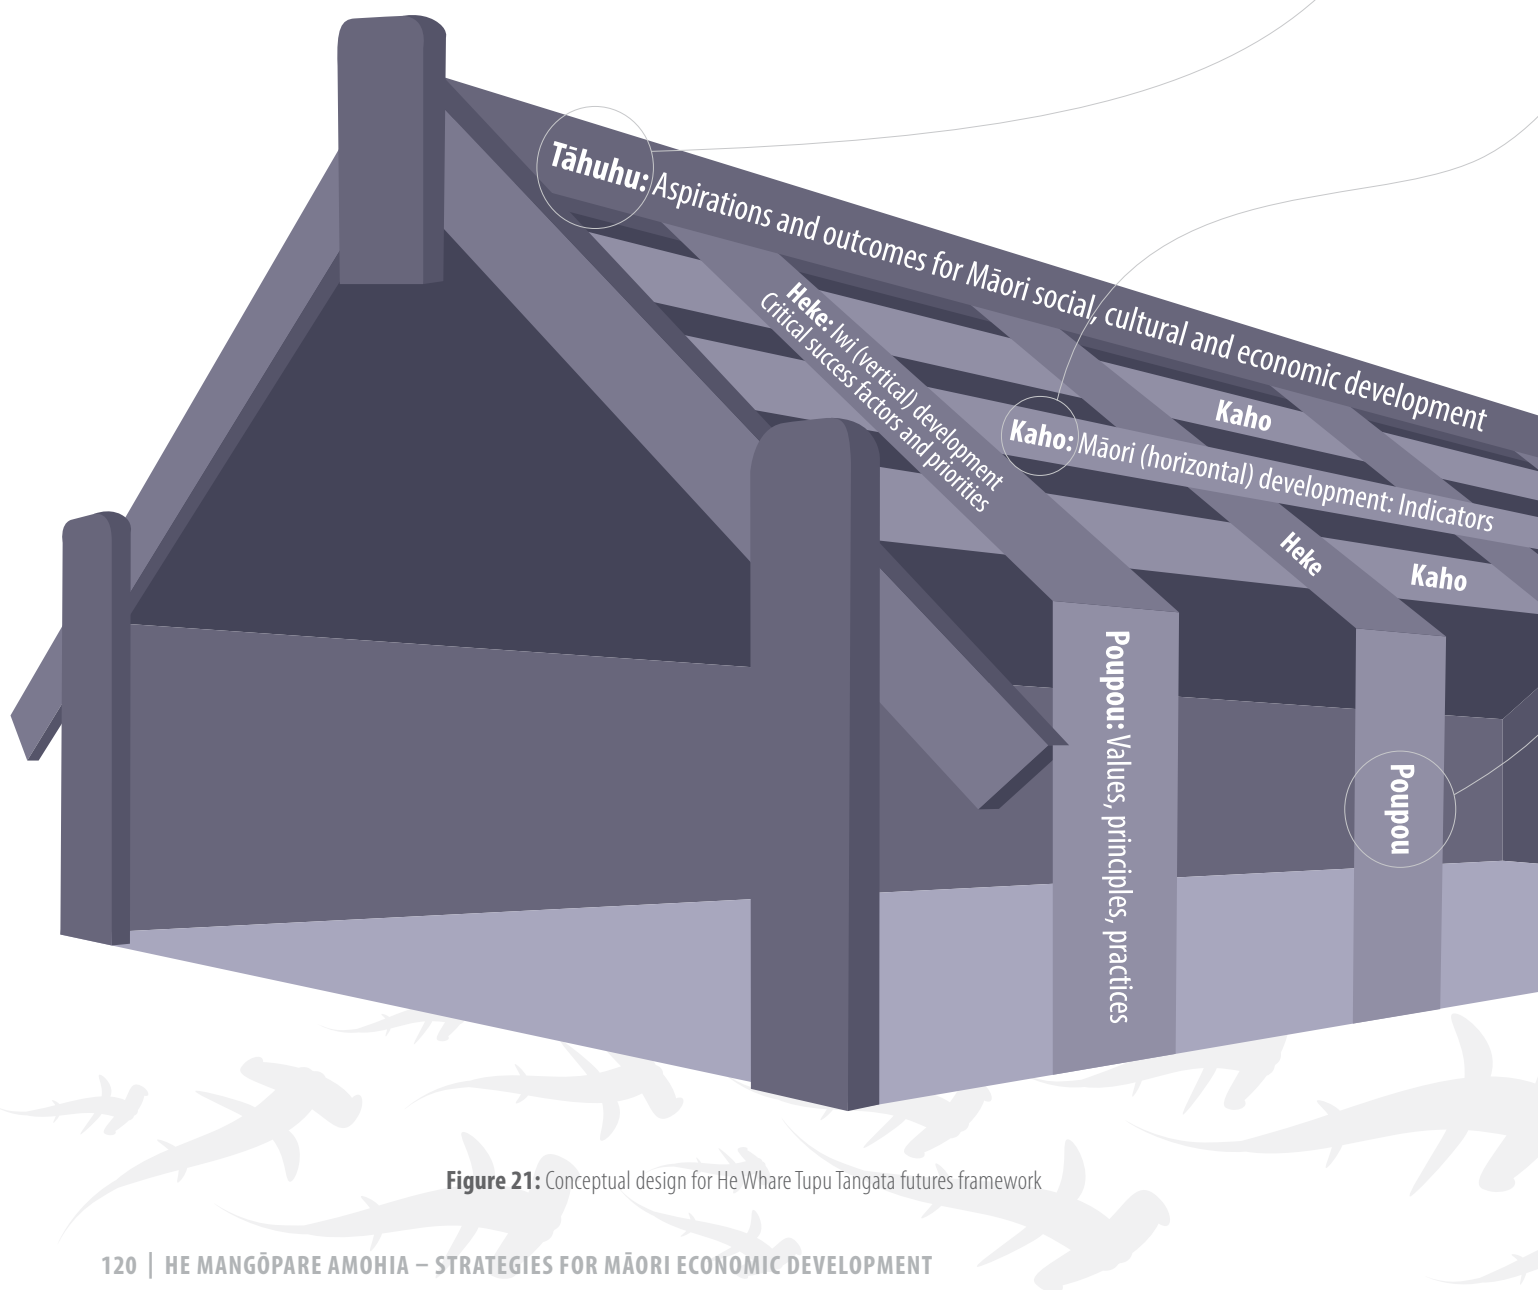 Tāhuhu: Aspirations and outcomes for Māori social, cultural and economic development
Heke: Iwi (vertical) development
Critical success factors and priorities
Kaho
Kaho: Māori (horizontal) development: Indicators
Heke
Kaho
Poupou: Values, principles, practices
Poupou
Figure 21: Conceptual design for He Whare Tupu Tangata futures framework
120 | HE MANGŌPARE AMOHIA – STRATEGIES FOR MĀORI ECONOMIC DEVELOPMENT